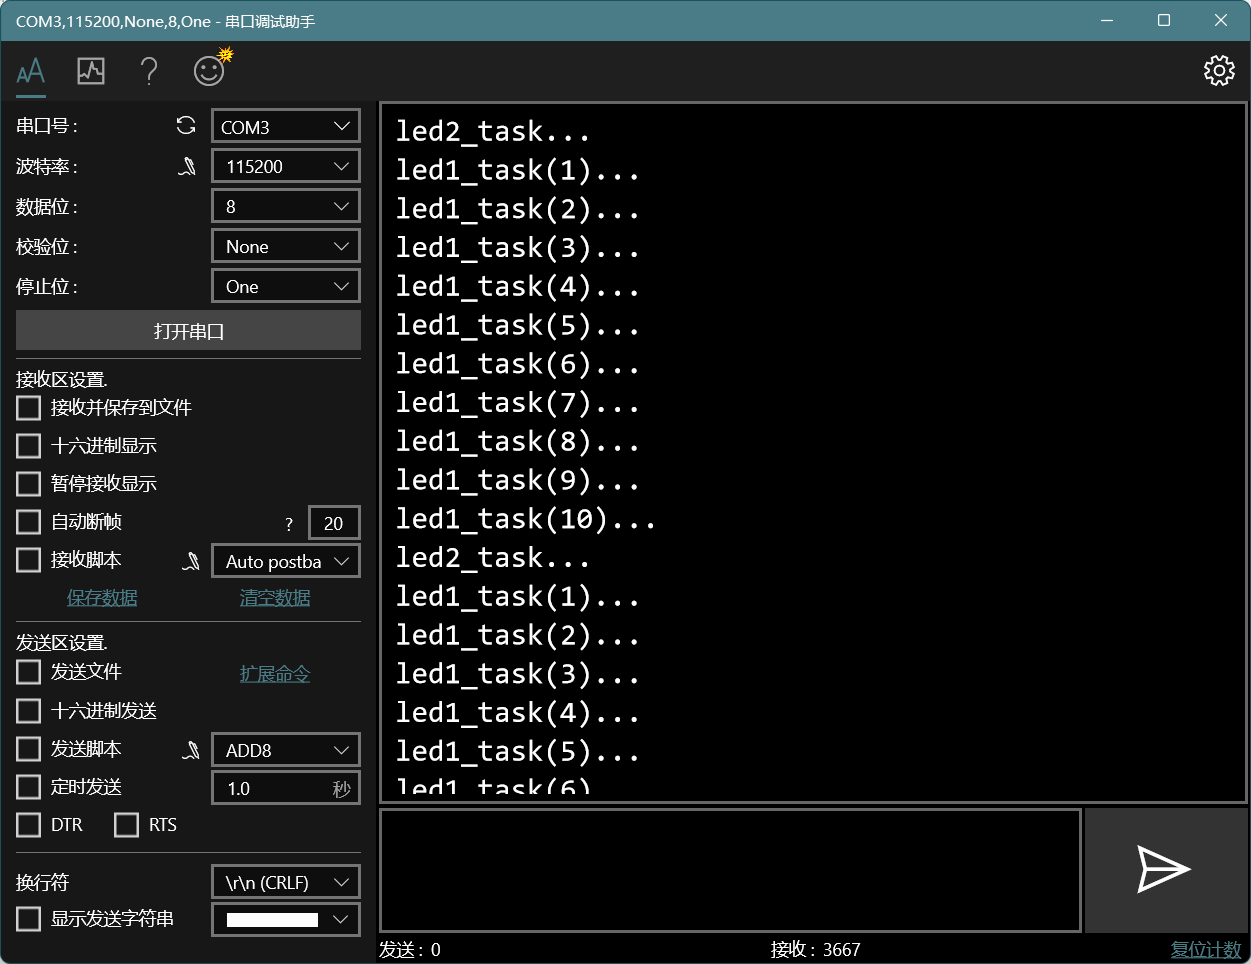 COM3,115200,None,8,One - 串口调试助手
串口号 :
COM3
波特率 :
115200
数据位 :
8
校验位 :
None
停止位 :
One
打开串口
接收区设置.
接收并保存到文件
十六进制显示
暂停接收显示
自动断帧
?
20
接收脚本
Auto postba
保存数据
清空数据
发送区设置.
发送文件
扩展命令
十六进制发送
发送脚本
ADD8
定时发送
1.0
秒
DTR
RTS
换行符
\r\n (CRLF)
显示发送字符串
led2_task...
led1_task(1)...
led1_task(2)...
led1_task(3)...
led1_task(4)...
led1_task(5)...
led1_task(6)...
led1_task(7)...
led1_task(8)...
led1_task(9)...
led1_task(10)...
led2_task...
led1_task(1)...
led1_task(2)...
led1_task(3)...
led1_task(4)...
led1_task(5)...
led1_task(6)
发送 : 0
接收 : 3667
复位计数